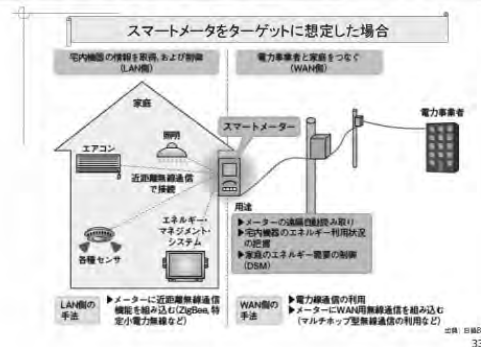 スマートメータをターゲットに想定した場合
宅内機器の情報を取得,および制御
(LAN側)
電力事業者と家庭をつなぐ
(WAN側)
家庭
照明
スマートメーター
電力事業者
エアコン
近距離無線通信
で接続
用途
▶メーターの遠隔自動読み取り
▶宅内機器のエネルギー利用状況
の把握
▶家庭のエネルギー需要の制御
(DSM)
エネルギー・
マネジメント・
システム
各種センサ
LAN側の
手法
▶メーターに近距離無線通信
機能を組み込む(ZigBee,特
定小電力無線など)
WAN側の
手法
▶電力線通信の利用
▶メーターにWAN用無線通信を組み込む
(マルチホップ型無線通信の利用など)
出典:日経
33